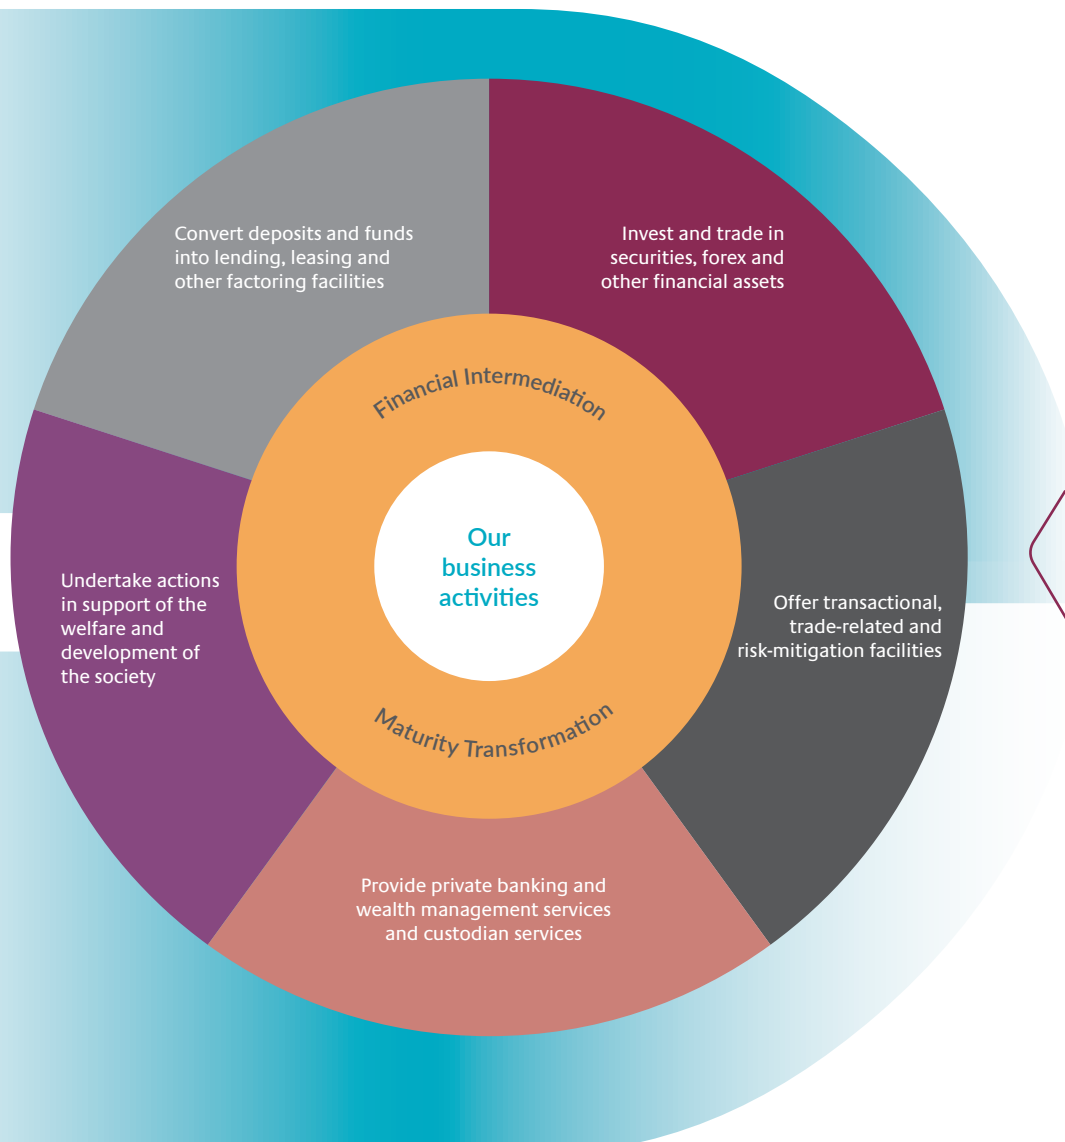 Convert deposits and funds
into lending, leasing and
other factoring facilities
Invest and trade in
securities, forex and
other financial assets
Financial Intermediation
Our
business
activities
Undertake actions
in support of the
welfare and
development of
the society
Offer transactional,
trade-related and
risk-mitigation facilities
Maturity Transformation
Provide private banking and
wealth management services
and custodian services